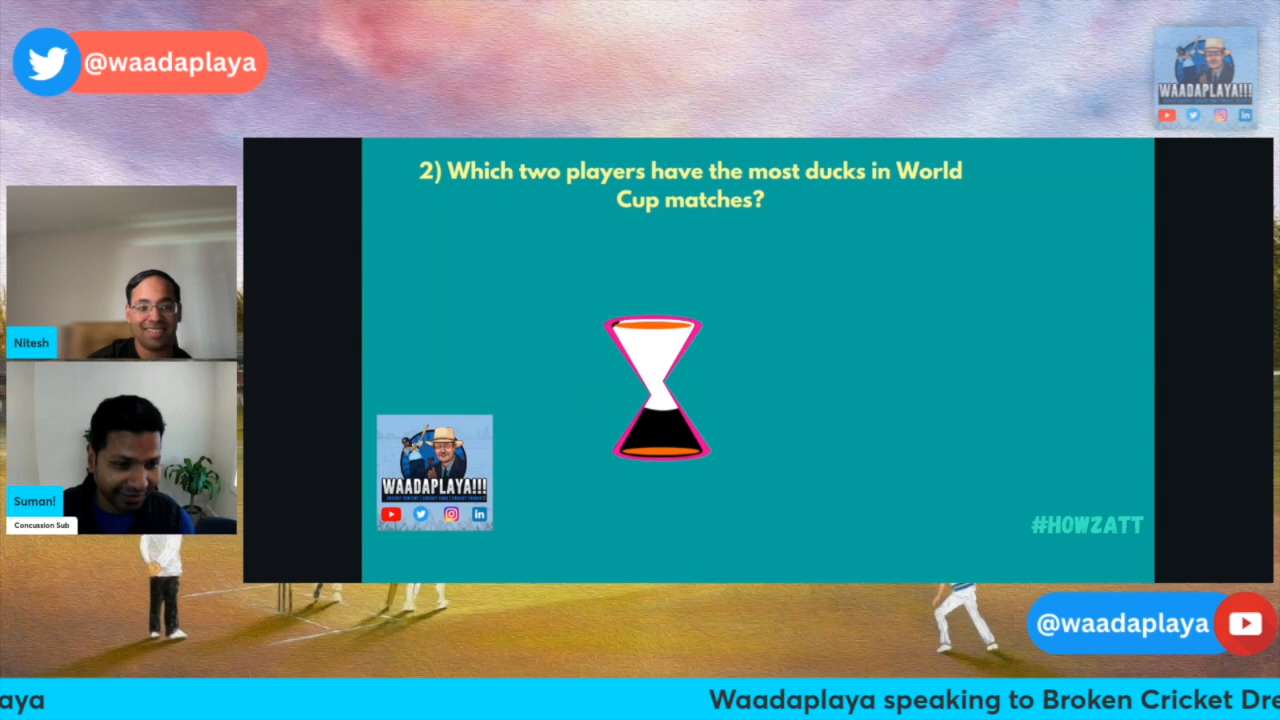 @waadaplaya
WAADAPLAYA!!!
2) Which two players have the most ducks in World
Cup matches?
Nitesh
Suman!
Concussion Sub
WAADAPLAYA!!!
#HOWZATT
@waadaplaya
aya
Waadaplaya speaking to Broken Cricket Dre